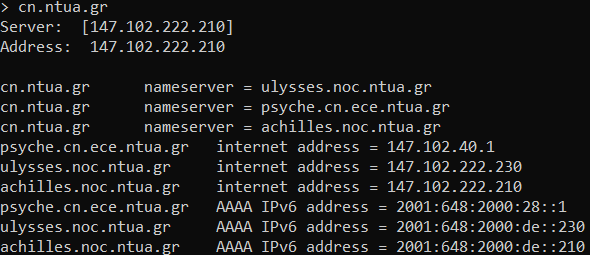 > cn.ntua.gr
Server:  [147.102.222.210]
Address:  147.102.222.210
cn.ntua.gr      nameserver = ulysses.noc.ntua.gr
cn.ntua.gr      nameserver = psyche.cn.ece.ntua.gr
cn.ntua.gr      nameserver = achilles.noc.ntua.gr
psyche.cn.ece.ntua.gr   internet address = 147.102.40.1
ulysses.noc.ntua.gr     internet address = 147.102.222.230
achilles.noc.ntua.gr    internet address = 147.102.222.210
psyche.cn.ece.ntua.gr   AAAA IPv6 address = 2001:648:2000:28::1
ulysses.noc.ntua.gr     AAAA IPv6 address = 2001:648:2000:de::230
achilles.noc.ntua.gr    AAAA IPv6 address = 2001:648:2000:de::210